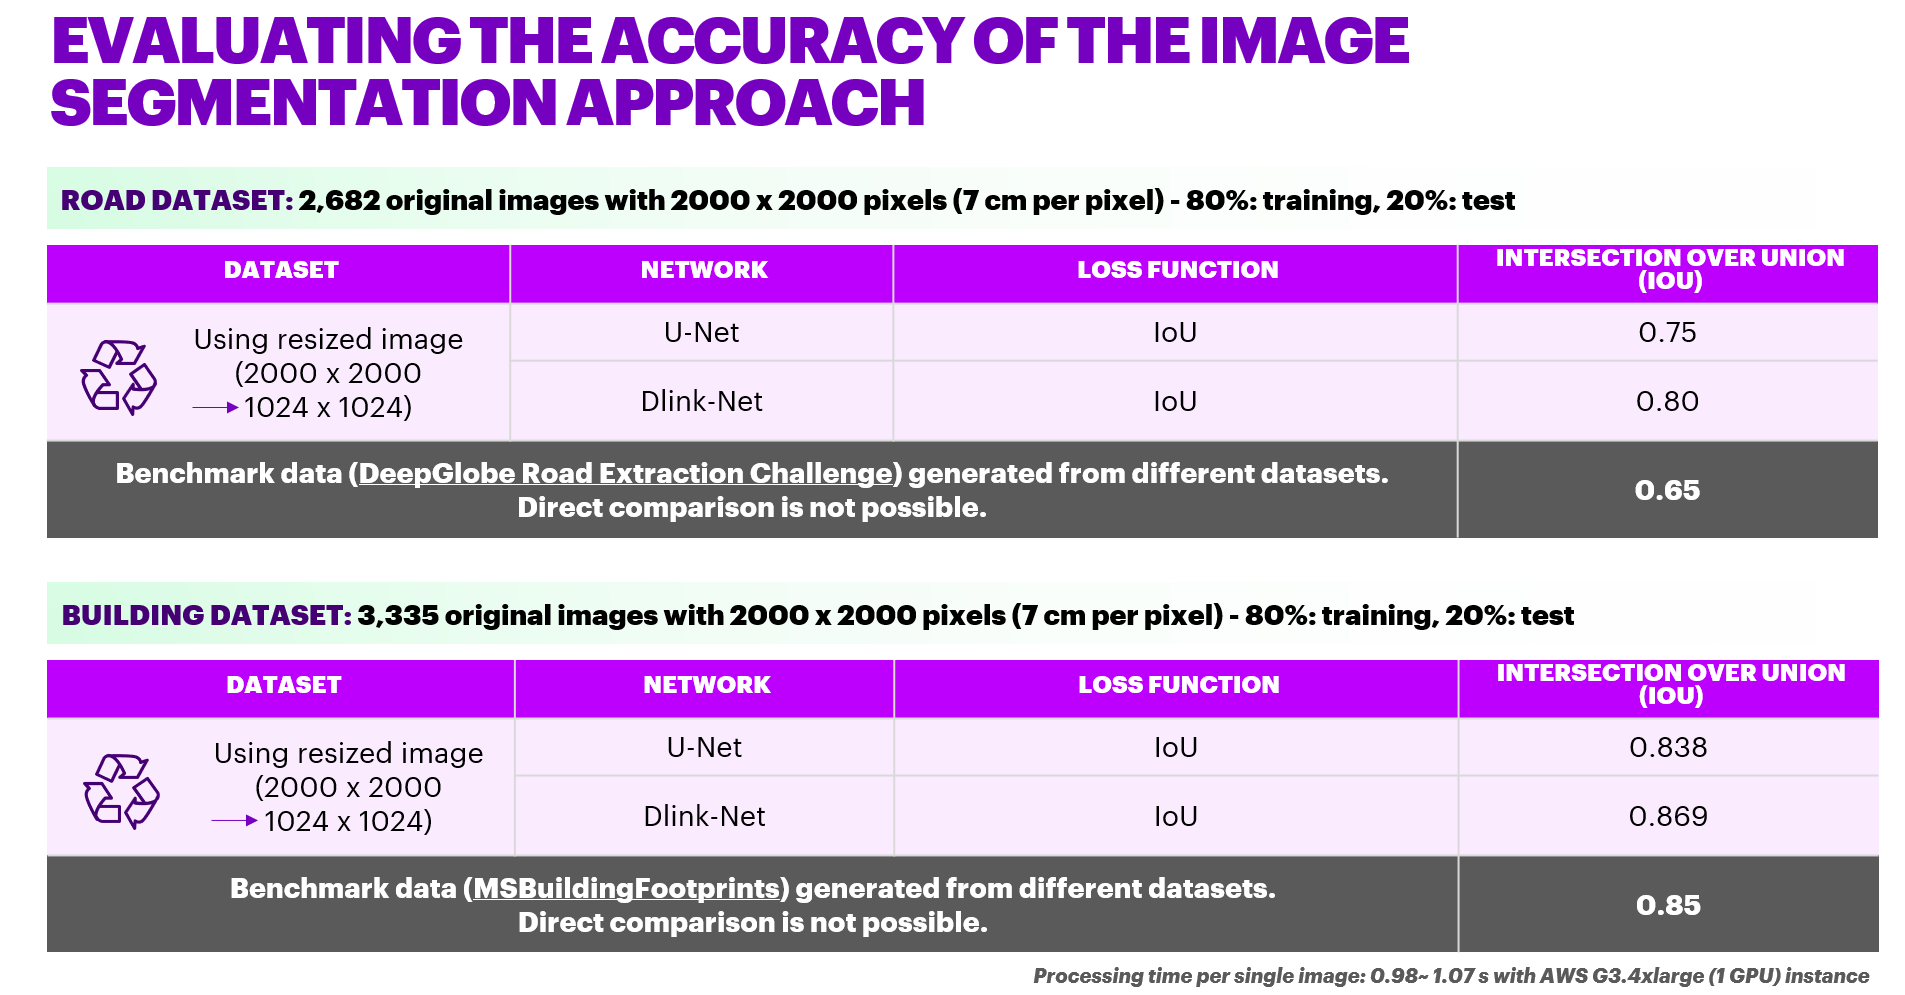 EVALUATING THE ACCURACY OF THE IMAGE
SEGMENTATION APPROACH
ROAD DATASET: 2,682 original images with 2000 x 2000 pixels (7 cm per pixel) - 80%: training, 20%: test
DATASET
NETWORK
LOSS FUNCTION
INTERSECTION OVER UNION
(IOU)
Using resized image
(2000 x 2000
1024 x 1024)
U-Net
IoU
0.75
Dlink-Net
IoU
0.80
Benchmark data (DeepGlobe Road Extraction Challenge) generated from different datasets.
Direct comparison is not possible.
0.65
BUILDING DATASET: 3,335 original images with 2000 x 2000 pixels (7 cm per pixel) - 80%: training, 20%: test
DATASET
NETWORK
LOSS FUNCTION
INTERSECTION OVER UNION
(IOU)
Using resized image
(2000 x 2000
1024 x 1024)
U-Net
IoU
0.838
Dlink-Net
IoU
0.869
Benchmark data (MSBuildingFootprints) generated from different datasets.
Direct comparison is not possible.
0.85
Processing time per single image: 0.98~ 1.07 s with AWS G3.4xlarge (1 GPU) instance